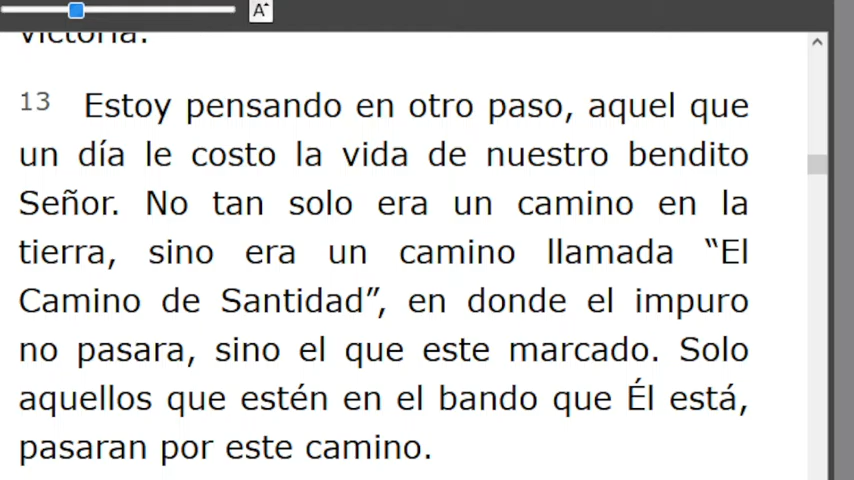 A
victoria.
13 Estoy pensando en otro paso, aquel que
un día le costo la vida de nuestro bendito
Señor. No tan solo era un camino en la
tierra, sino era un camino llamada “El
Camino de Santidad”, en donde el impuro
no pasara, sino el que este marcado. Solo
aquellos que estén en el bando que Él está,
pasaran por este camino.